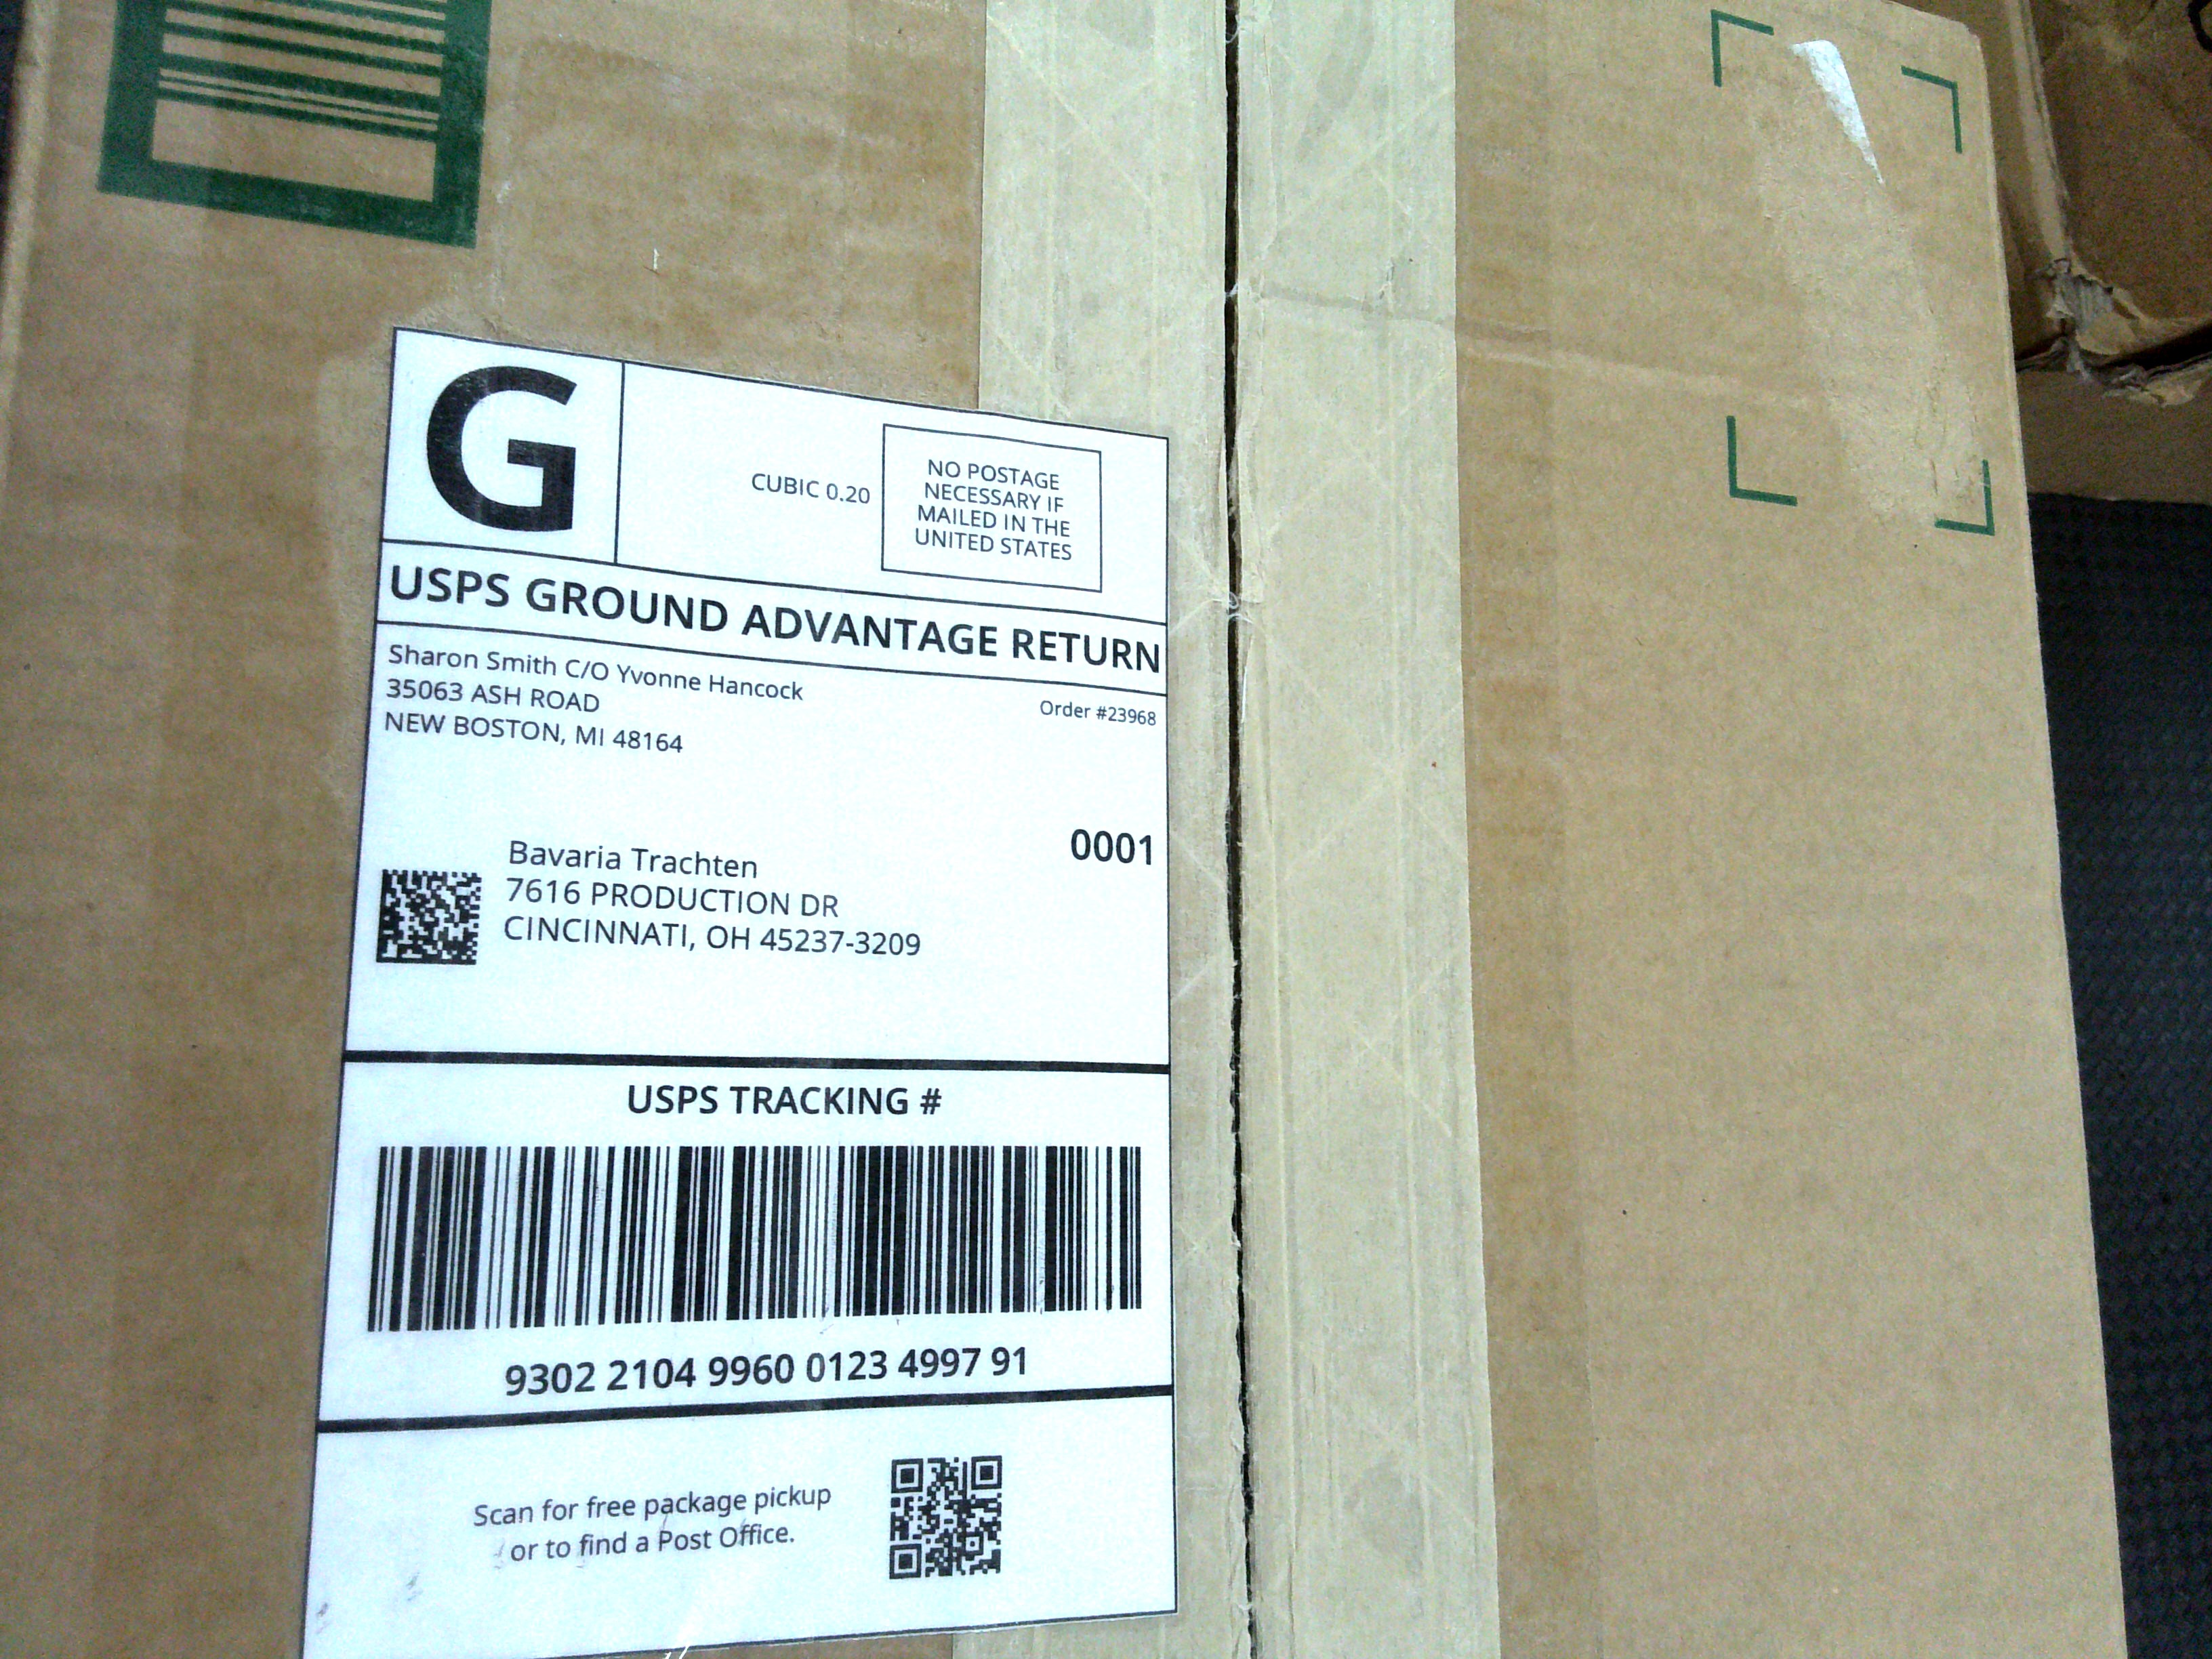 G
CUBIC 0.20
NO POSTAGE
NECESSARY IF
MAILED IN THE
UNITED STATES
USPS GROUND ADVANTAGE RETURN
Sharon Smith C/O Yvonne Hancock
35063 ASH ROAD
NEW BOSTON, MI 48164
Order #23968
0001
Bavaria Trachten
7616 PRODUCTION DR
CINCINNATI, OH 45237-3209
USPS TRACKING #
9302 2104 9960 0123 4997 91
Scan for free package pickup
or to find a Post Office.